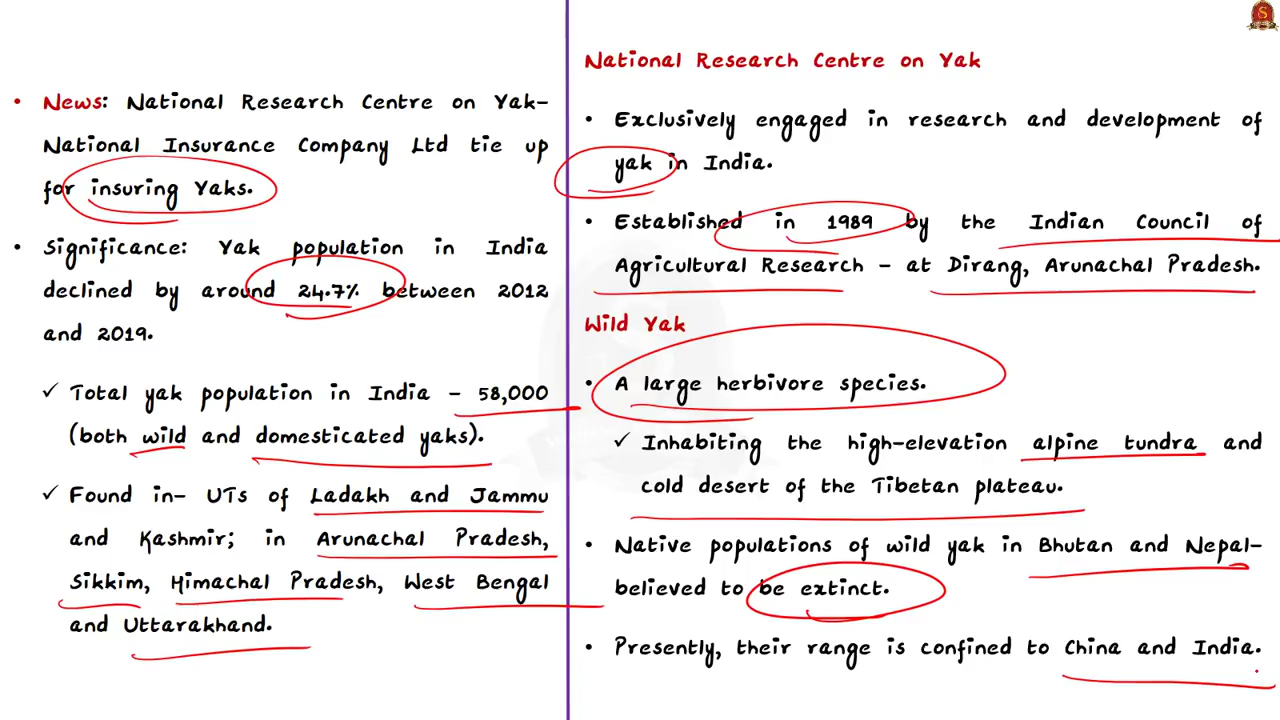 • News: National Research Centre on Yak-
National Insurance Company Ltd tie up
for insuring Yaks.
• Significance: Yak population in India
declined by around 24.7% between 2012
and 2019.
✓ Total yak population in India - 58,000
(both wild and domesticated yaks).
✓ Found in- UTs of Ladakh and Jammu
and Kashmir; in Arunachal Pradesh,
Sikkim, Himachal Pradesh, West Bengal
and Uttarakhand.
National Research Centre on Yak
• Exclusively engaged in research and development of
yak in India.
• Established in 1989 by the Indian Council of
Agricultural Research - at Dirang, Arunachal Pradesh.
Wild Yak
• A large herbivore species.
✓ Inhabiting the high-elevation alpine tundra and
cold desert of the Tibetan plateau.
• Native populations of wild yak in Bhutan and Nepal-
believed to be extinct.
• Presently, their range is confined to China and India.